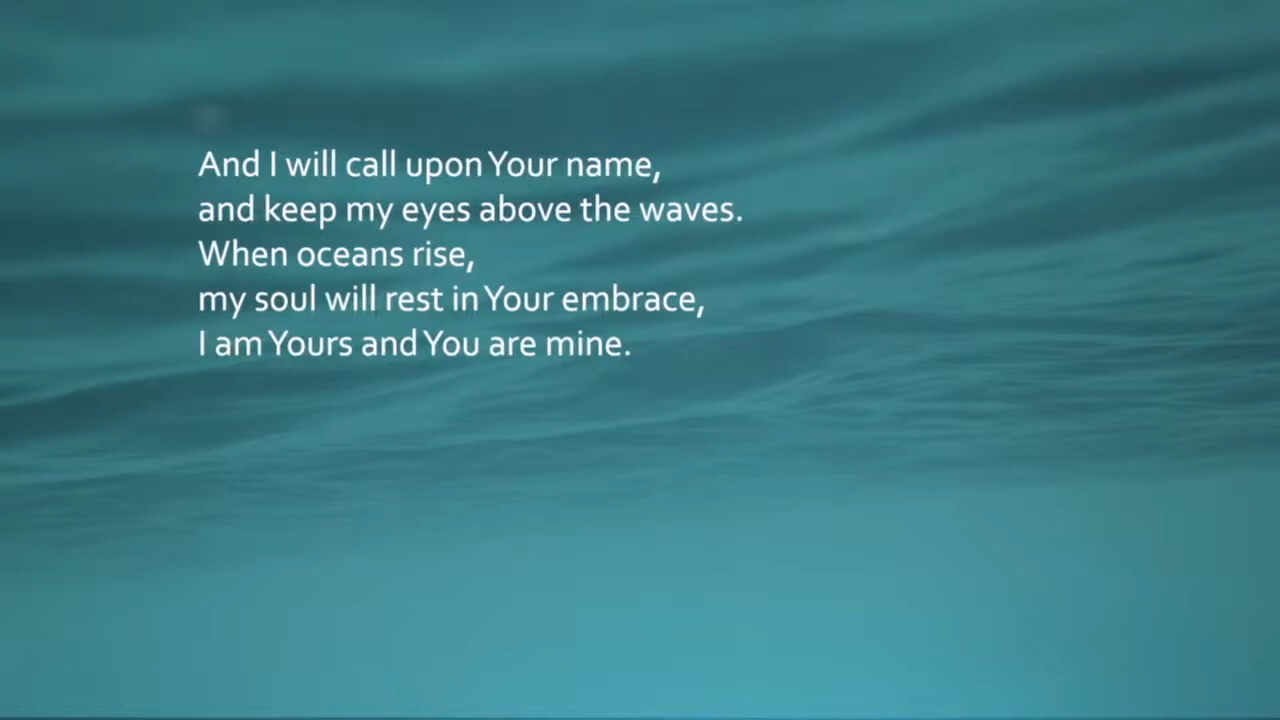 And I will call upon Your name,
and keep my eyes above the waves.
When oceans rise,
my soul will rest in Your embrace,
I am Yours and You are mine.